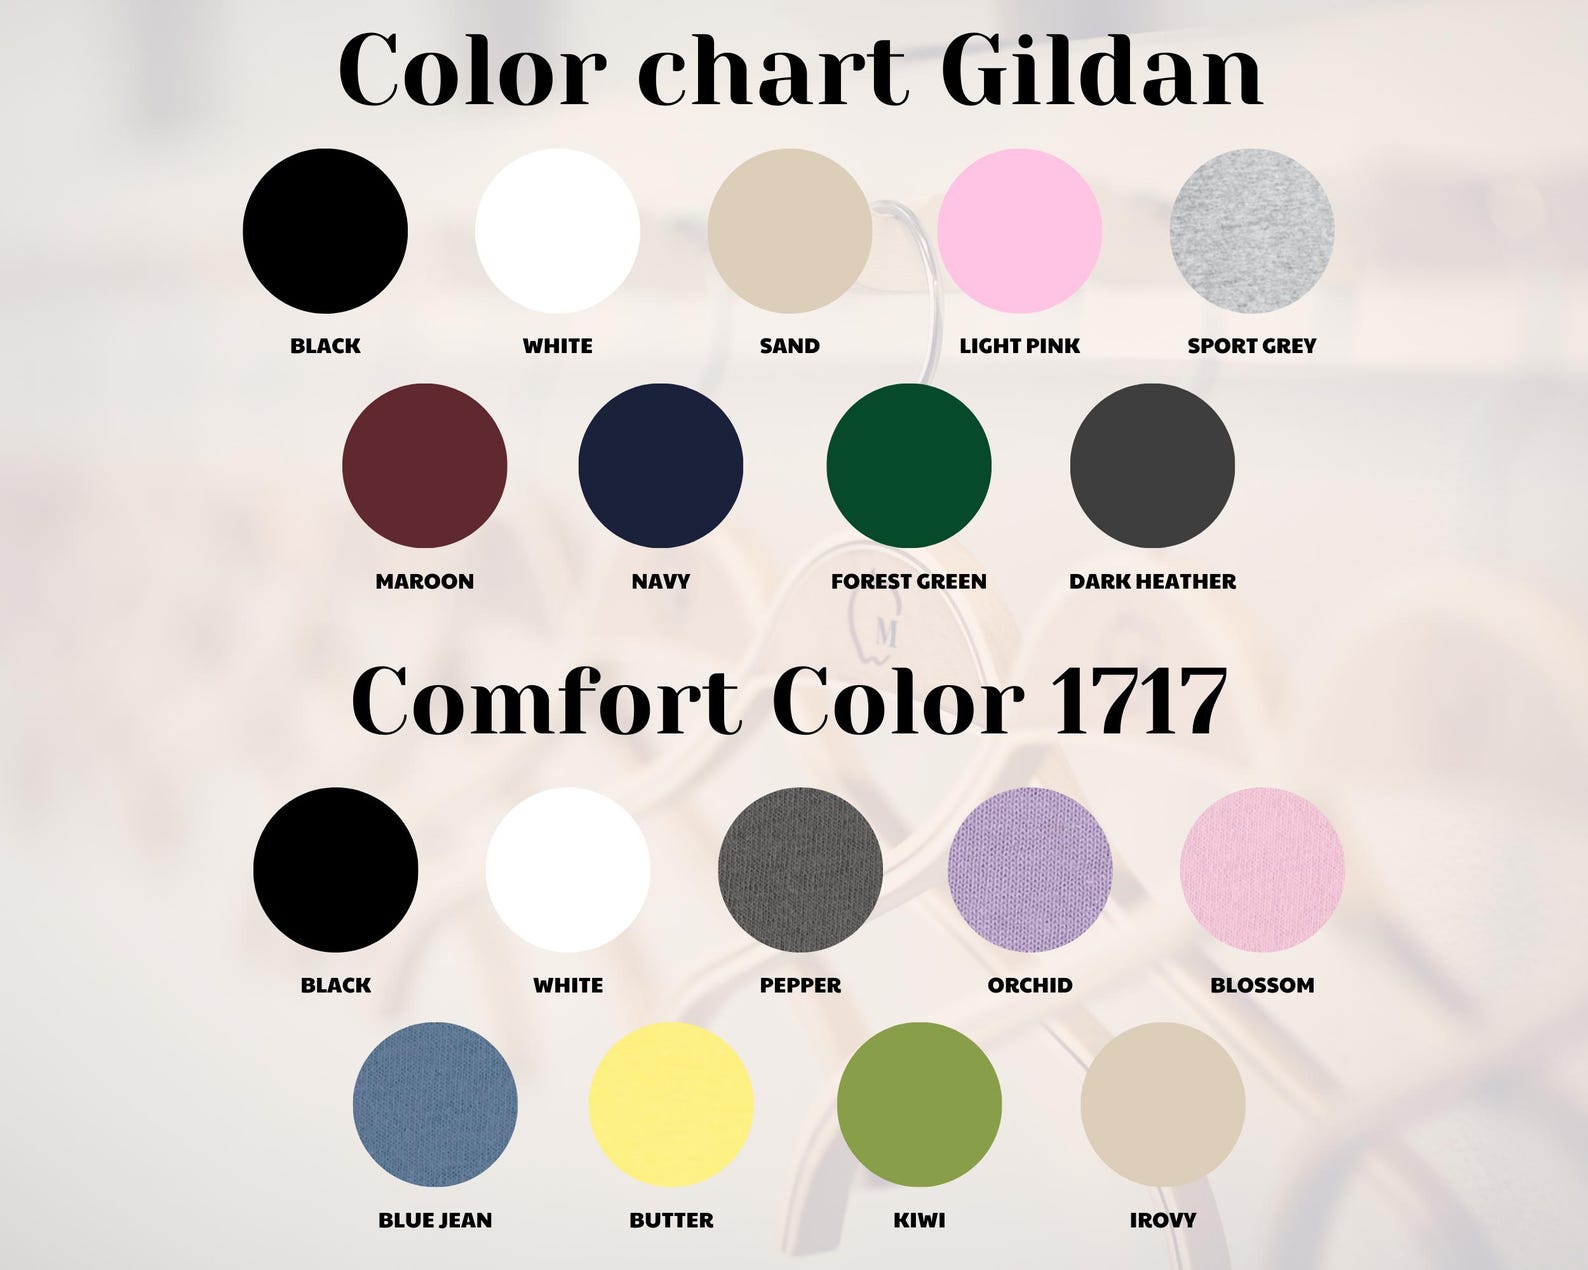 Color chart Gildan
BLACK WHITE SAND LIGHT PINK SPORT GREY
MAROON NAVY FOREST GREEN DARK HEATHER
M
Comfort Color 1717
BLACK WHITE PEPPER ORCHID BLOSSOM
BLUE JEAN BUTTER KIWI IROVY